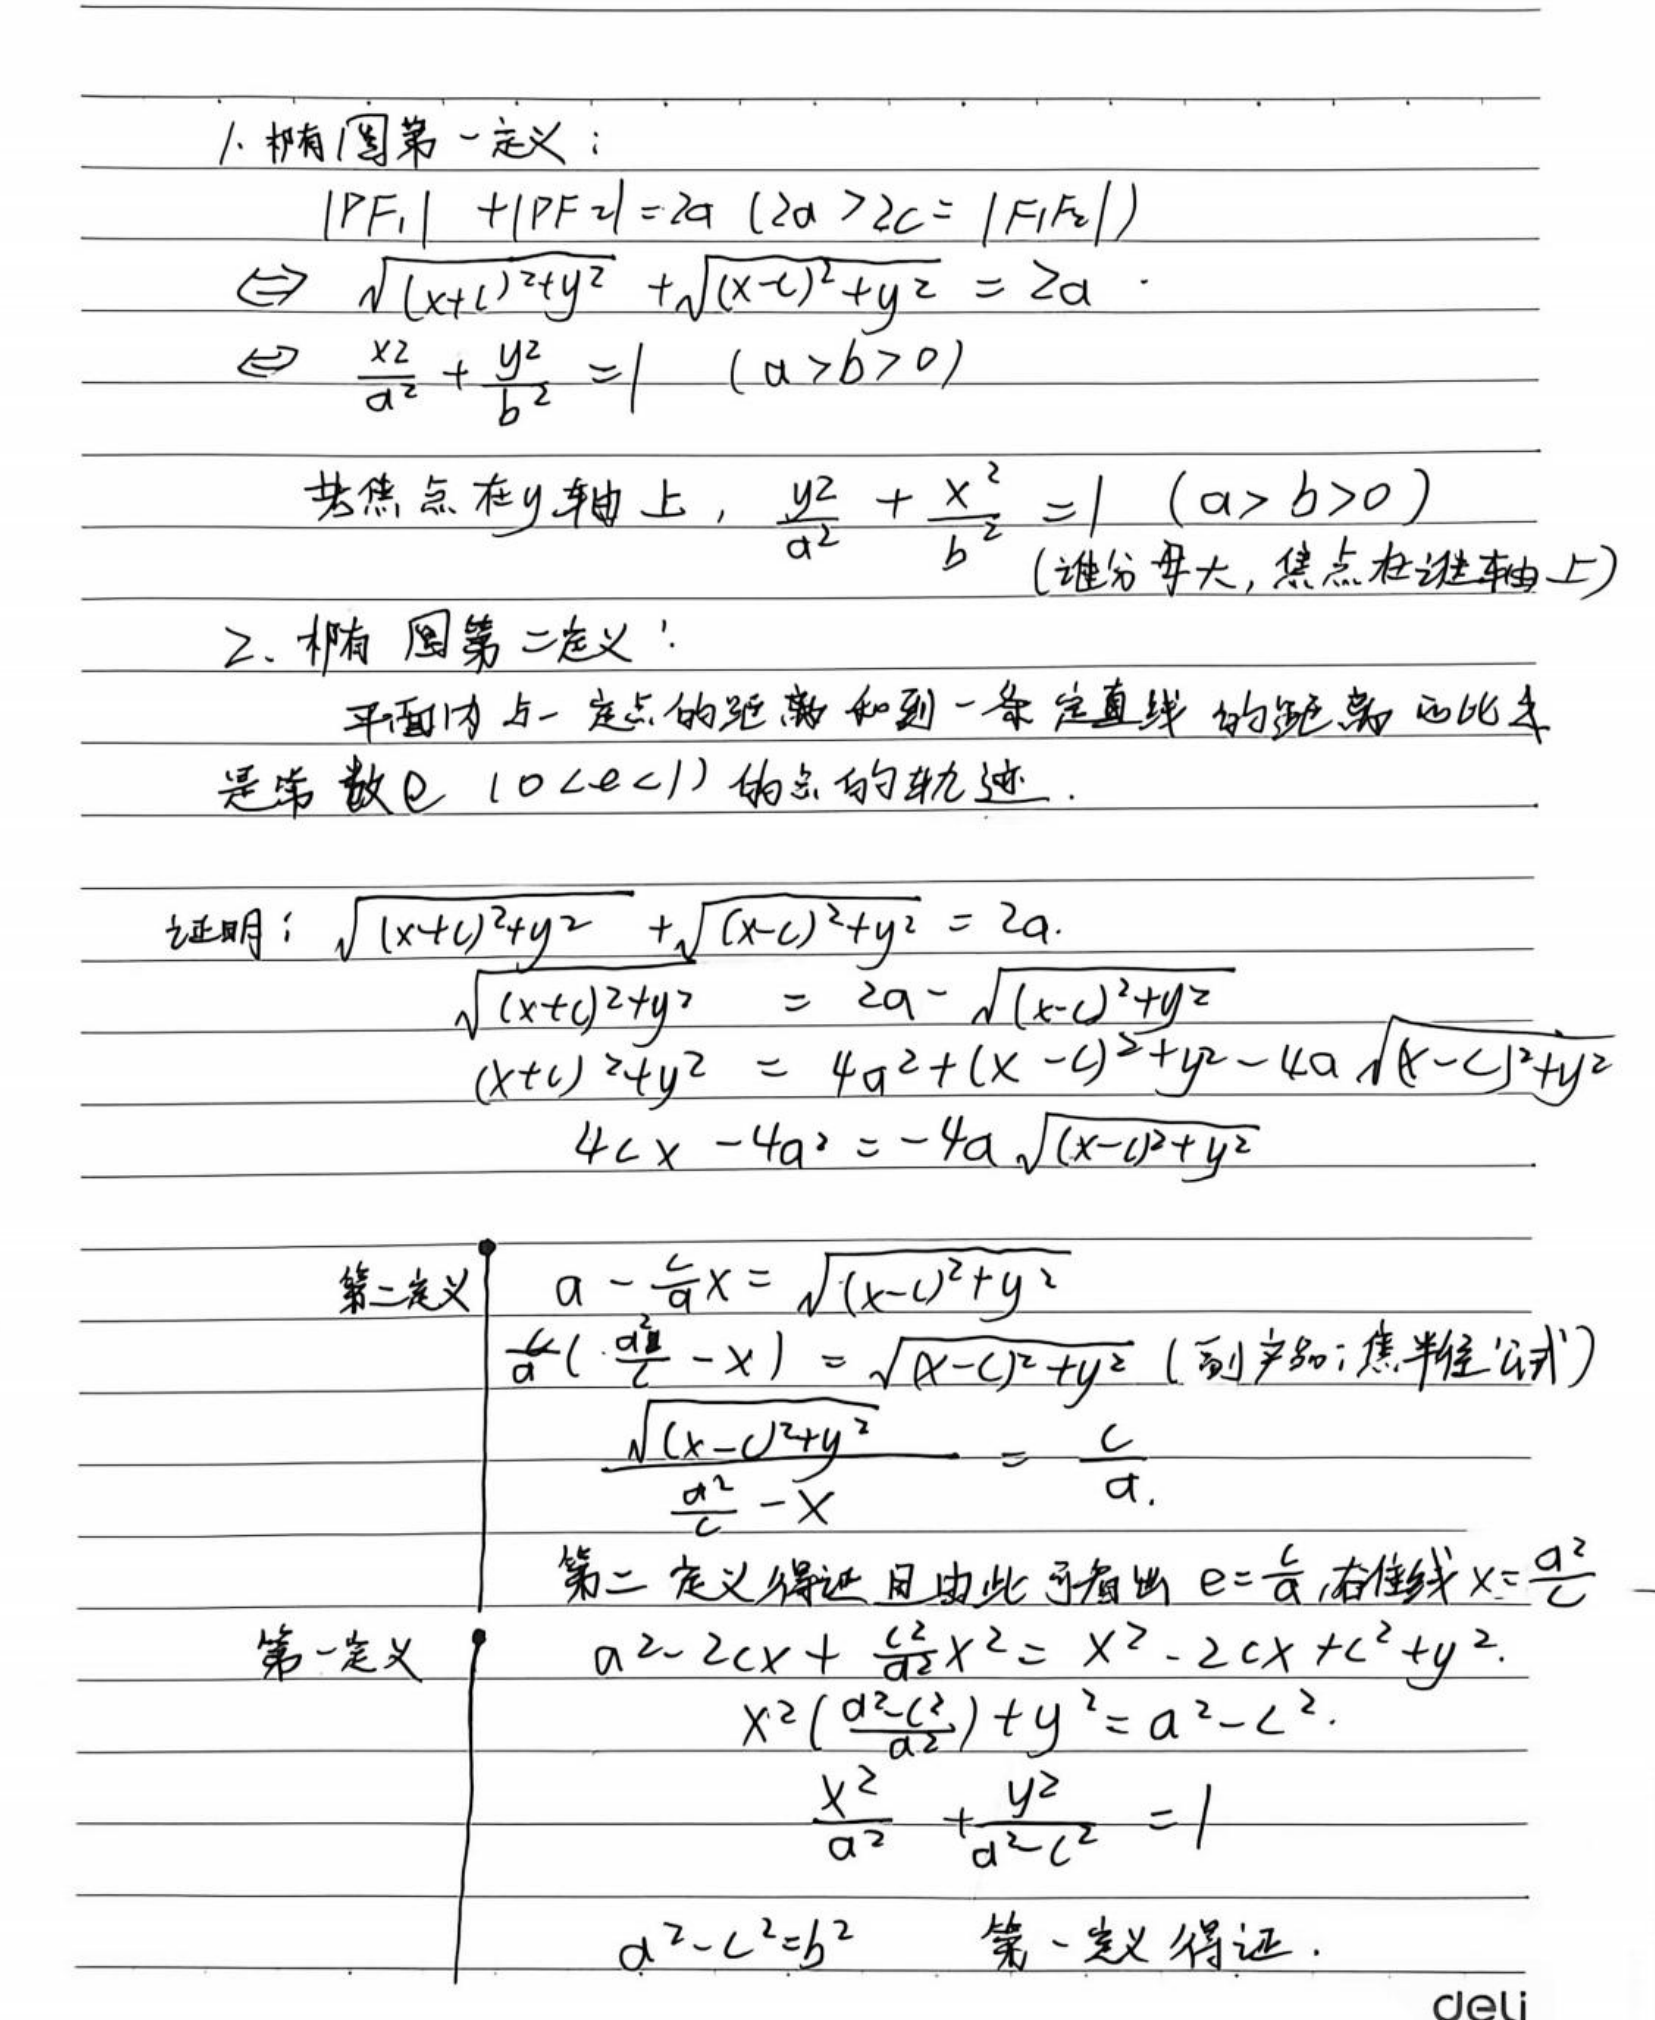 1. 椭圆第一定义:
|PF₁| + |PF₂| = 2a (2a > 2c = |F₁F₂|)
⇔ √((x+c)²+y²) + √((x-c)²+y²) = 2a.
⇔ x²/a² + y²/b² = 1 (a>b>0)
若焦点在y轴上, y²/a² + x²/b² = 1 (a>b>0)
(谁分母大, 焦点在谁轴上)
2. 椭圆第二定义:
平面内与一定点的距离和到一条定直线的距离的比
是常数e (0<e<1) 的点的轨迹.
证明: √((x+c)²+y²) + √((x-c)²+y²) = 2a.
√((x+c)²+y²) = 2a - √((x-c)²+y²)
(x+c)²+y² = 4a²+(x-c)²+y²-4a√((x-c)²+y²)
4cx - 4a² = -4a√((x-c)²+y²)
第二定义 a - c/a x = √((x-c)²+y²)
c/a (a²/c - x) = √((x-c)²+y²) (副产品:焦半径公式)
√((x-c)²+y²) / (a²/c - x) = c/a.
第二定义得证且由此可看出 e=c/a, 右准线 x=a²/c
第一定义 a²-2cx + c²/a² x² = x²-2cx+c²+y².
x²((a²-c²)/a²) + y² = a²-c².
x²/a² + y²/(a²-c²) = 1
a²-c²=b² 第一定义得证.
deli